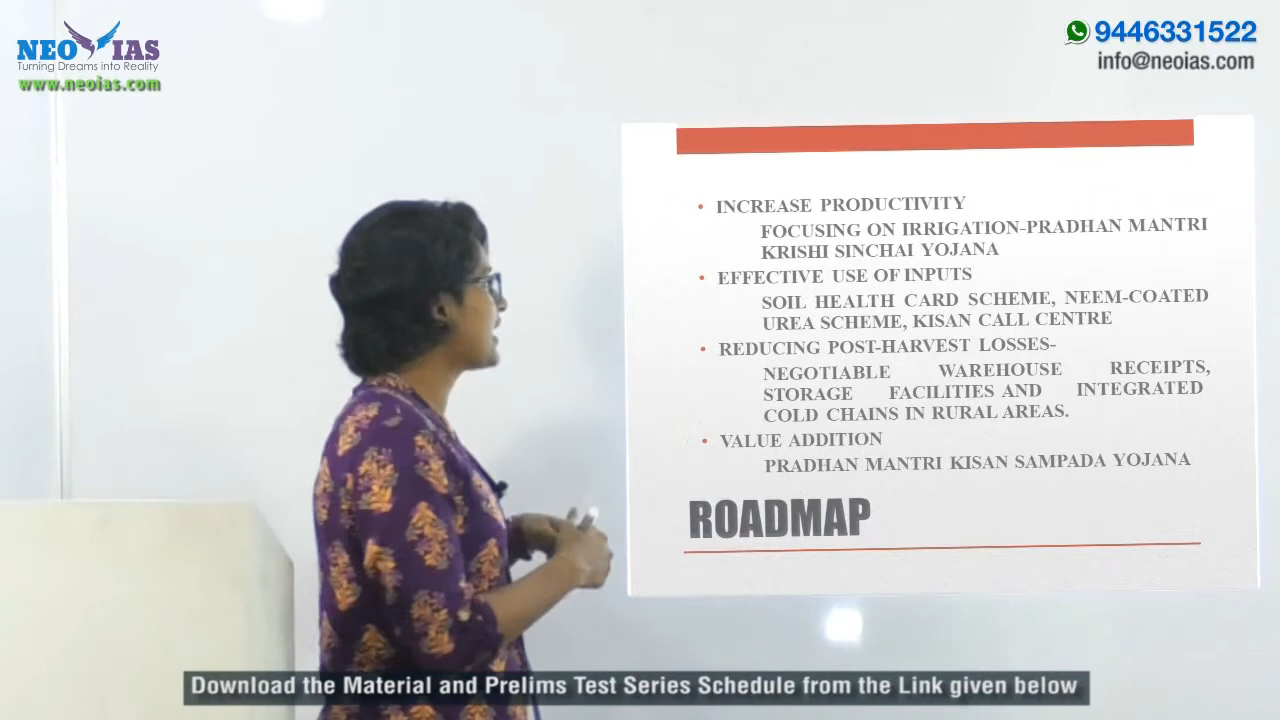 NEO IAS
Turning Dreams into Reality
www.neoias.com
9446331522
info@neoias.com
• INCREASE PRODUCTIVITY
FOCUSING ON IRRIGATION-PRADHAN MANTRI
KRISHI SINCHAI YOJANA
• EFFECTIVE USE OF INPUTS
SOIL HEALTH CARD SCHEME, NEEM-COATED
UREA SCHEME, KISAN CALL CENTRE
• REDUCING POST-HARVEST LOSSES-
NEGOTIABLE WAREHOUSE RECEIPTS,
STORAGE FACILITIES AND INTEGRATED
COLD CHAINS IN RURAL AREAS.
• VALUE ADDITION
PRADHAN MANTRI KISAN SAMPADA YOJANA
ROADMAP
Download the Material and Prelims Test Series Schedule from the Link given below